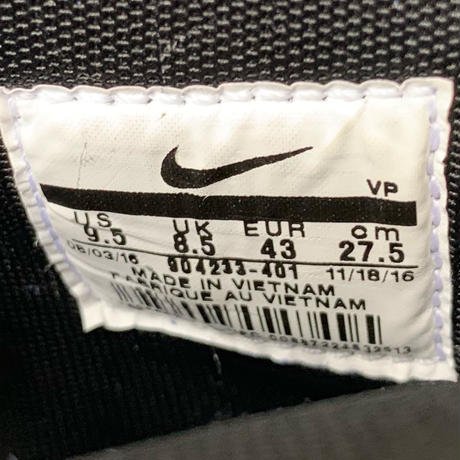 VP
US UK EUR cm
9.5 8.5 43 27.5
08/03/16 904233-401 11/18/16
MADE IN VIETNAM
FABRIQUE AU VIETNAM